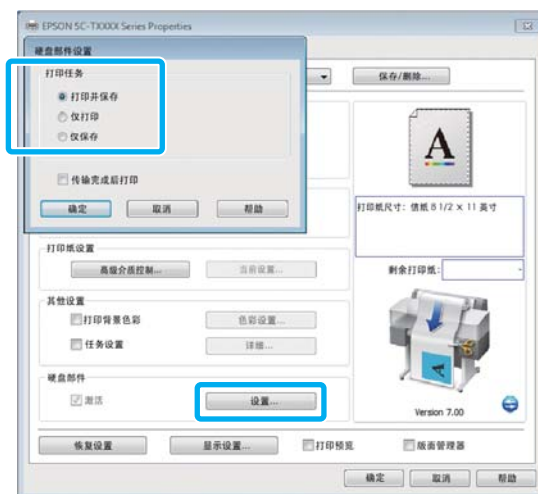 EPSON SC-TXXXX Series Properties
硬盘部件设置
打印任务
打印并保存
仅打印
仅保存
传输完成后打印
确定 取消 帮助
保存/删除...
A
打印纸尺寸: 信纸 8 1/2 × 11 英寸
打印纸设置
高级介质控制... 当前设置...
剩余打印纸: -
其他设置
打印背景色彩 色彩设置...
任务设置 详细...
硬盘部件
激活 设置...
Version 7.00
恢复设置 显示设置... 打印预览 版面管理器
确定 取消 帮助